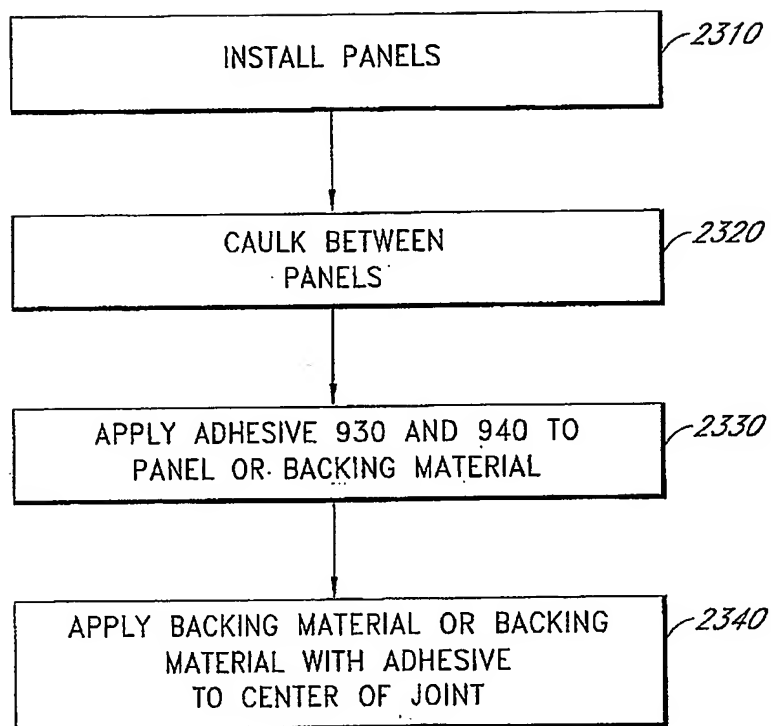 INSTALL PANELS
2310
CAULK BETWEEN
PANELS
2320
APPLY ADHESIVE 930 AND 940 TO
PANEL OR BACKING MATERIAL
2330
APPLY BACKING MATERIAL OR BACKING
MATERIAL WITH ADHESIVE
TO CENTER OF JOINT
2340